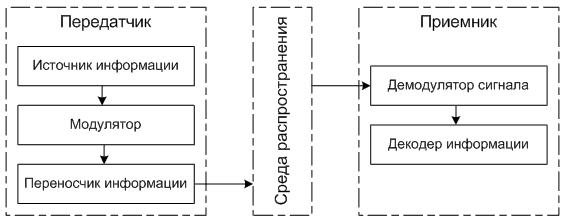 Передатчик
Источник информации
Модулятор
Переносчик информации
Среда распространения
Приемник
Демодулятор сигнала
Декодер информации